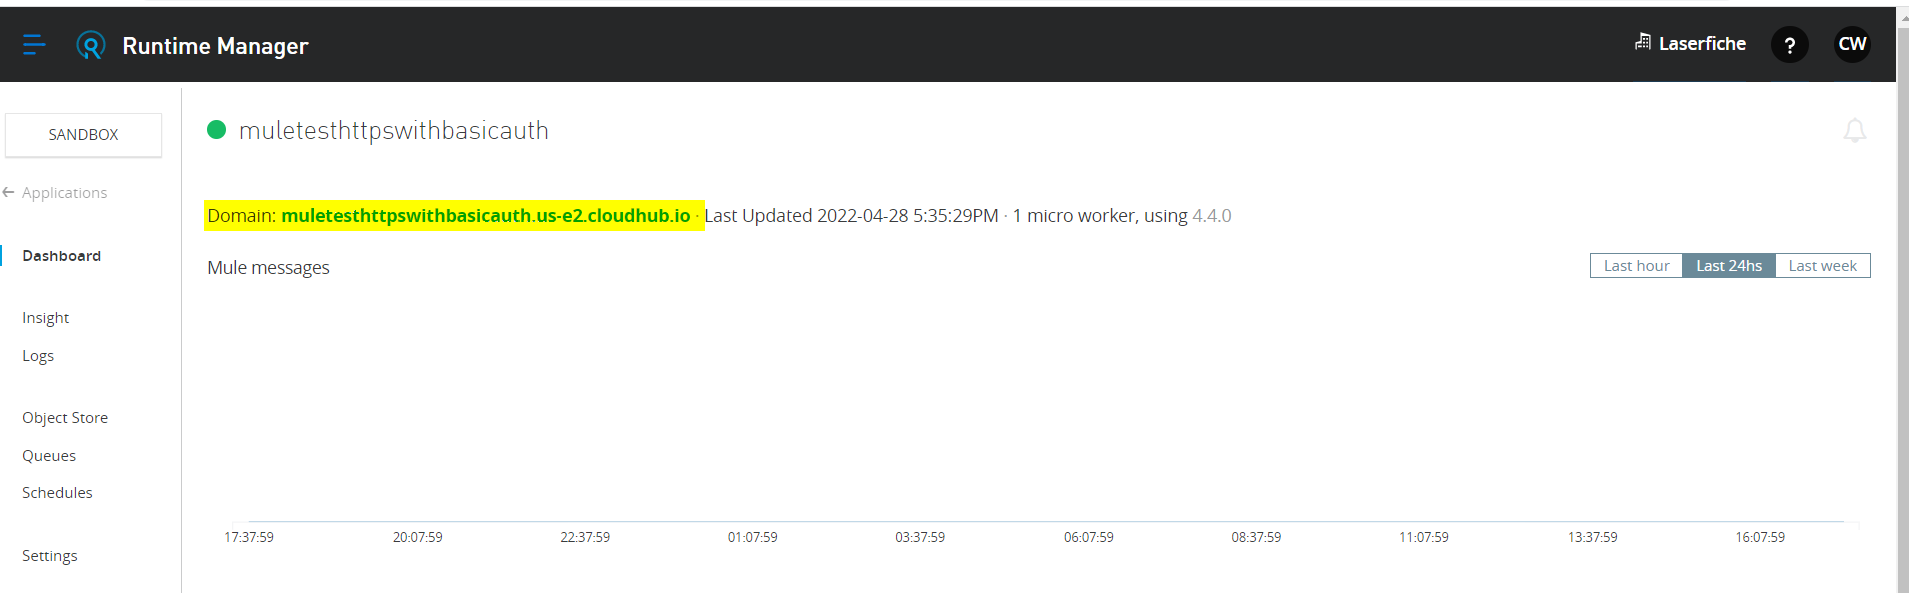 Runtime Manager
Laserfiche
?
CW
SANDBOX
← Applications
Dashboard
Insight
Logs
Object Store
Queues
Schedules
Settings
muletesthttpswithbasicauth
Domain: muletesthttpswithbasicauth.us-e2.cloudhub.io · Last Updated 2022-04-28 5:35:29PM · 1 micro worker, using 4.4.0
Mule messages
Last hour Last 24hs Last week
17:37:59 20:07:59 22:37:59 01:07:59 03:37:59 06:07:59 08:37:59 11:07:59 13:37:59 16:07:59